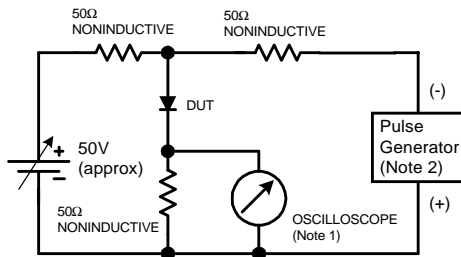 50Ω
NONINDUCTIVE
50Ω
NONINDUCTIVE
DUT
(-)
Pulse
Generator
(Note 2)
(+)
+
50V
(approx)
-
50Ω
NONINDUCTIVE
OSCILLOSCOPE
(Note 1)